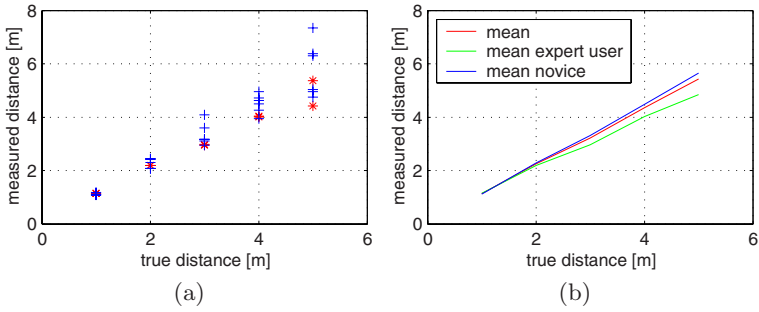 8
6
4
2
0
measured distance [m]
0
2
4
6
true distance [m]
(a)
8
6
4
2
0
measured distance [m]
mean
mean expert user
mean novice
0
2
4
6
true distance [m]
(b)